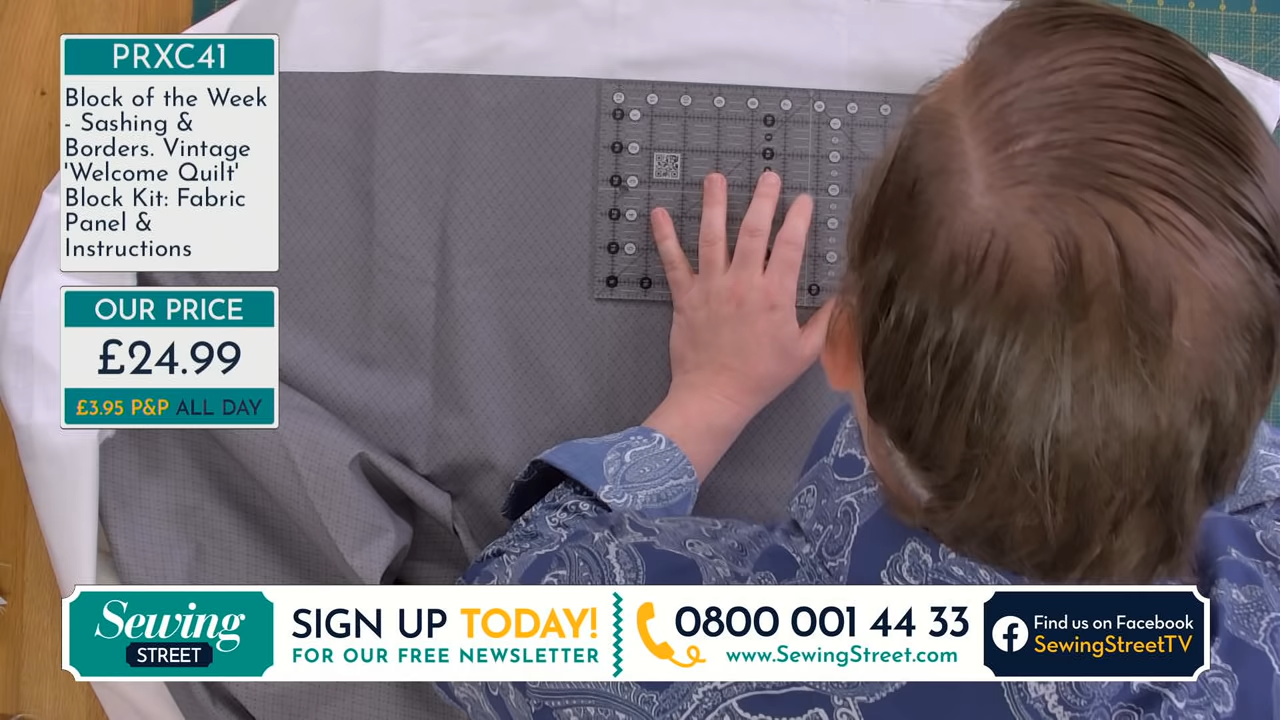 PRXC41
Block of the Week
- Sashing &
Borders. Vintage
'Welcome Quilt'
Block Kit: Fabric
Panel &
Instructions
OUR PRICE
£24.99
£3.95 P&P ALL DAY
Sewing
STREET
SIGN UP TODAY!
FOR OUR FREE NEWSLETTER
0800 001 44 33
www.SewingStreet.com
Find us on Facebook
SewingStreetTV